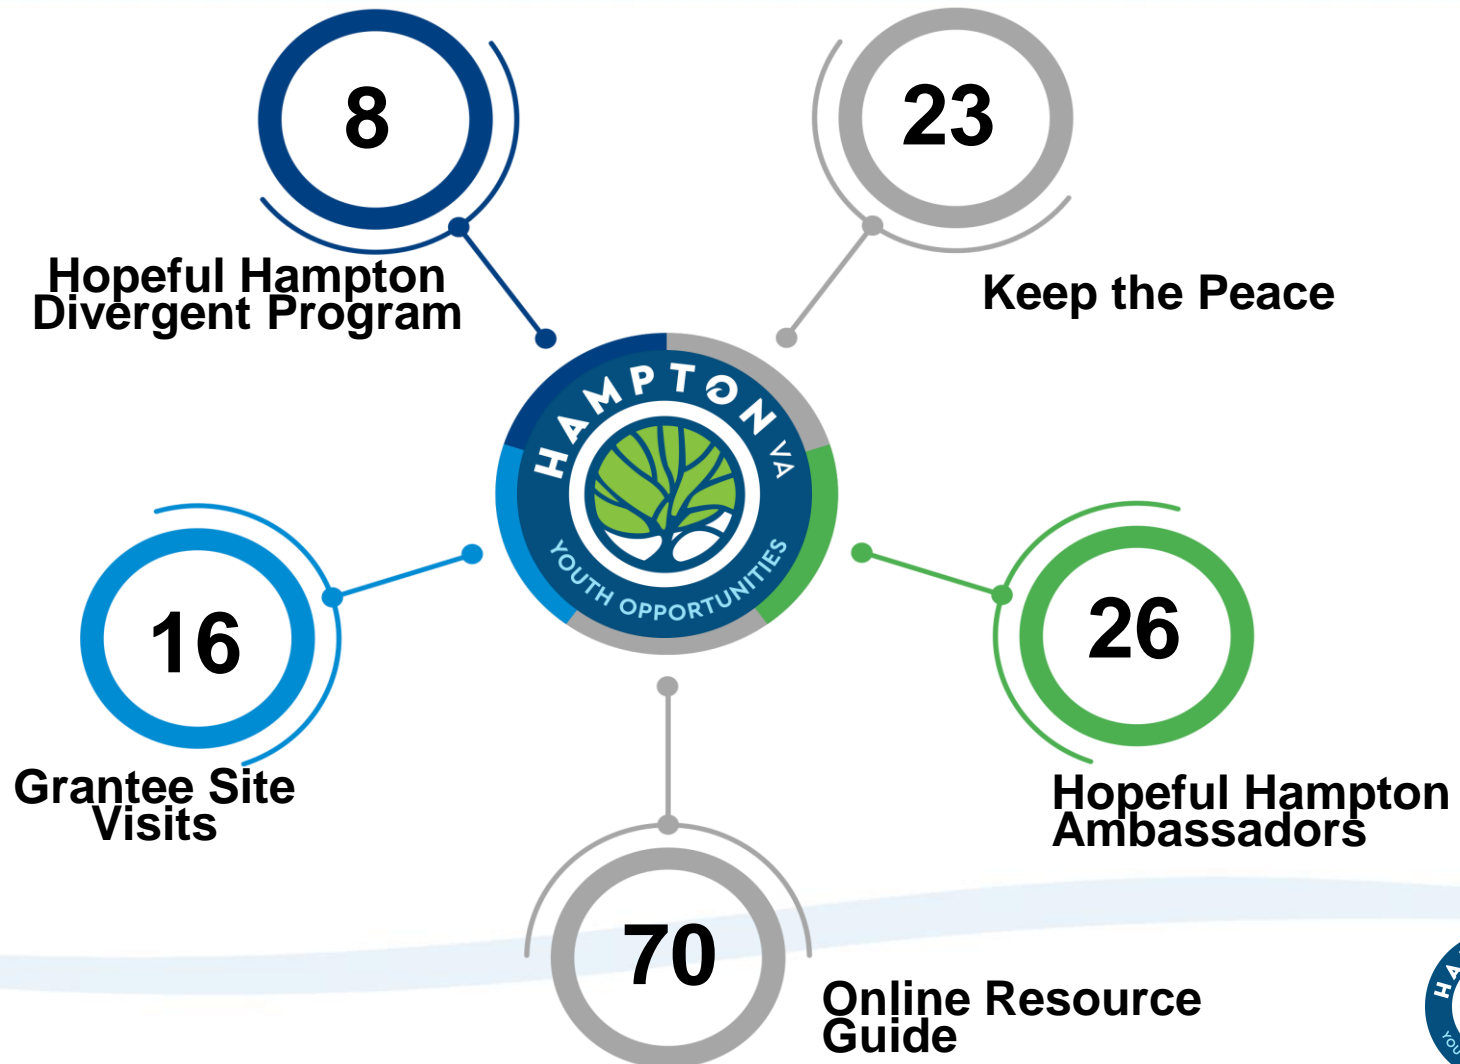 8
Hopeful Hampton
Divergent Program
23
Keep the Peace
HAMPTON VA
YOUTH OPPORTUNITIES
16
Grantee Site
Visits
26
Hopeful Hampton
Ambassadors
70
Online Resource
Guide